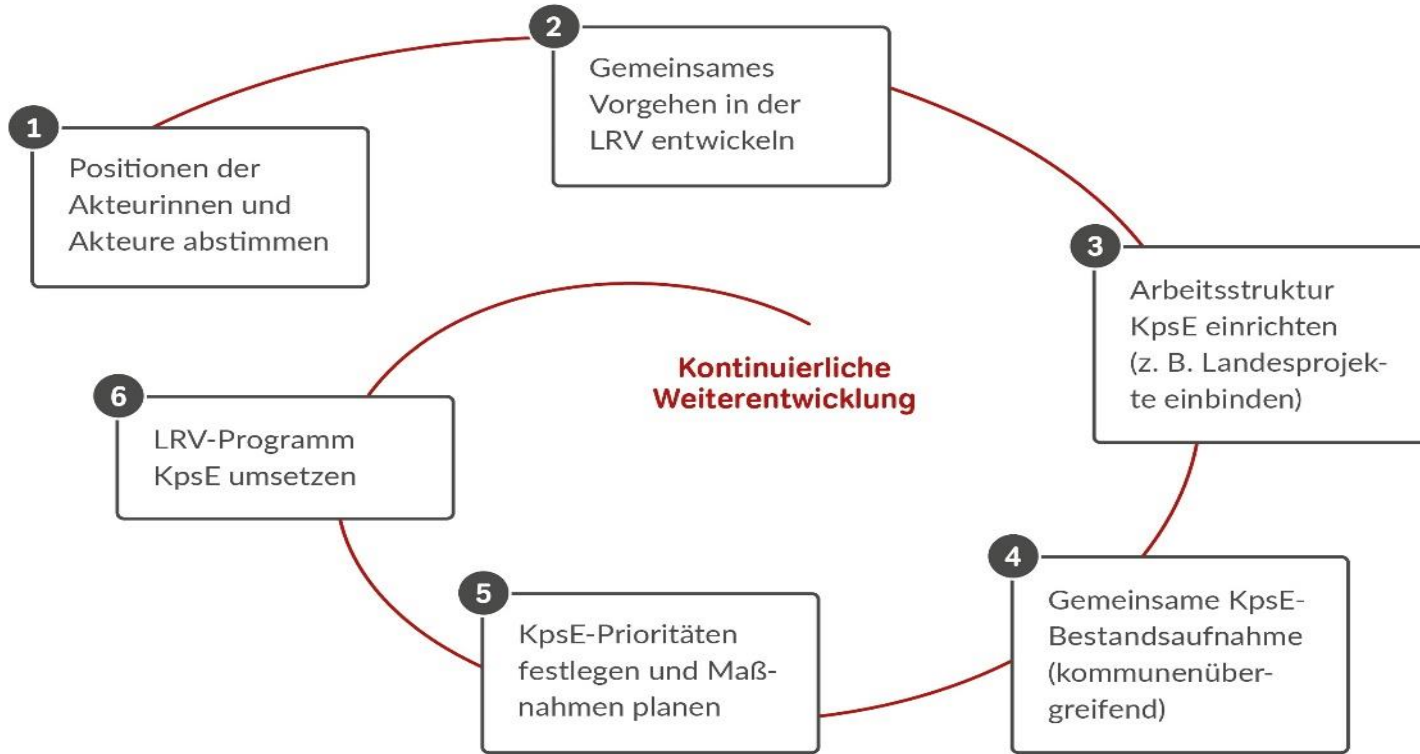 1
Positionen der
Akteurinnen und
Akteure abstimmen
2
Gemeinsames
Vorgehen in der
LRV entwickeln
3
Arbeitsstruktur
KpsE einrichten
(z. B. Landesprojek-
te einbinden)
4
Gemeinsame KpsE-
Bestandsaufnahme
(kommunenüber-
greifend)
5
KpsE-Prioritäten
festlegen und Maß-
nahmen planen
6
LRV-Programm
KpsE umsetzen
Kontinuierliche
Weiterentwicklung